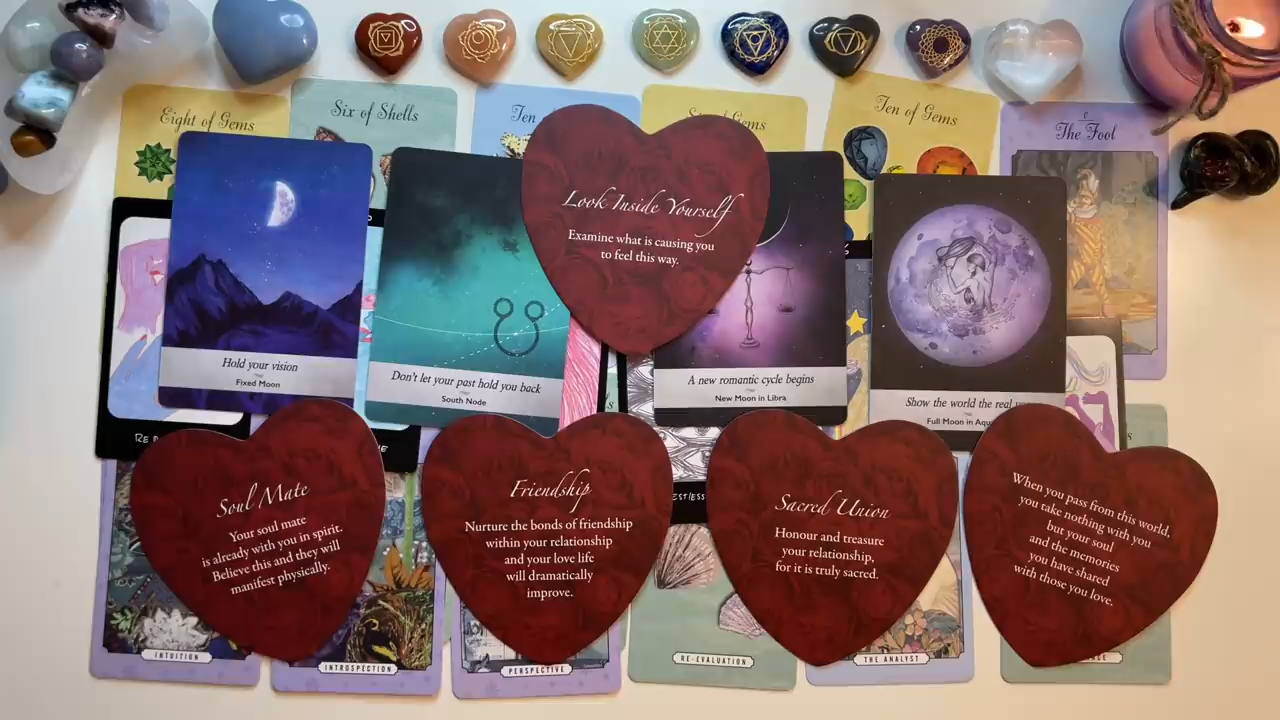 Eight of Gems
Six of Shells
Ten
of Gems
Ten of Gems
0
The Fool
Look Inside Yourself
Examine what is causing you
to feel this way.
Hold your vision
Fixed Moon
Don't let your past hold you back
South Node
A new romantic cycle begins
New Moon in Libra
Show the world the real
Full Moon in
Soul Mate
Your soul mate
is already with you in spirit.
Believe this and they will
manifest physically.
Friendship
Nurture the bonds of friendship
within your relationship
and your love life
will dramatically
improve.
Sacred Union
Honour and treasure
your relationship,
for it is truly sacred.
When you pass from this world,
you take nothing with you
but your soul
and the memories
you have shared
with those you love.
INTUITION
INTROSPECTION
PERSPECTIVE
RE-EVALUATION
THE ANALYST